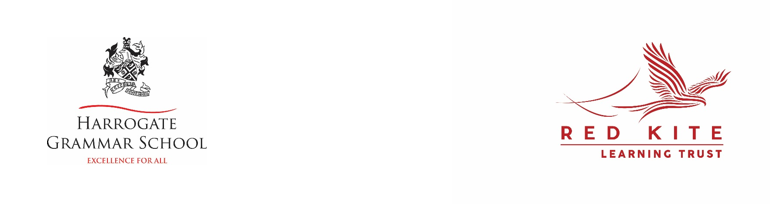 HARROGATE
GRAMMAR SCHOOL
EXCELLENCE FOR ALL
RED KITE
LEARNING TRUST